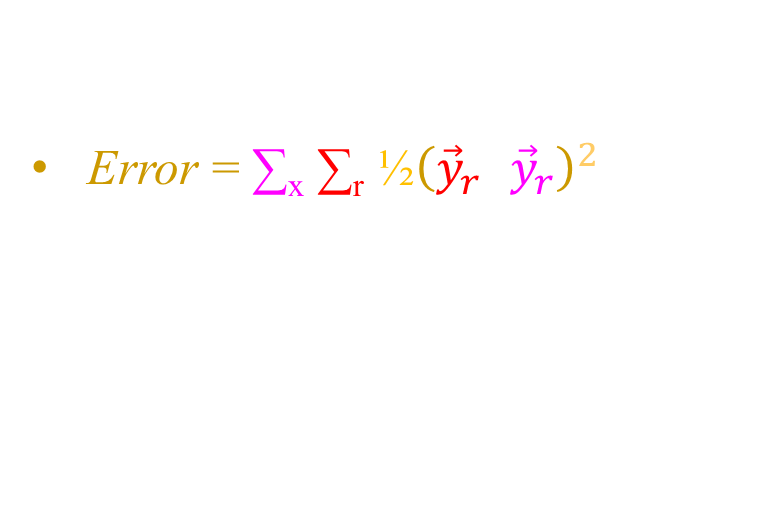 • Error = ∑x ∑r ½(y⃗r y⃗r)²